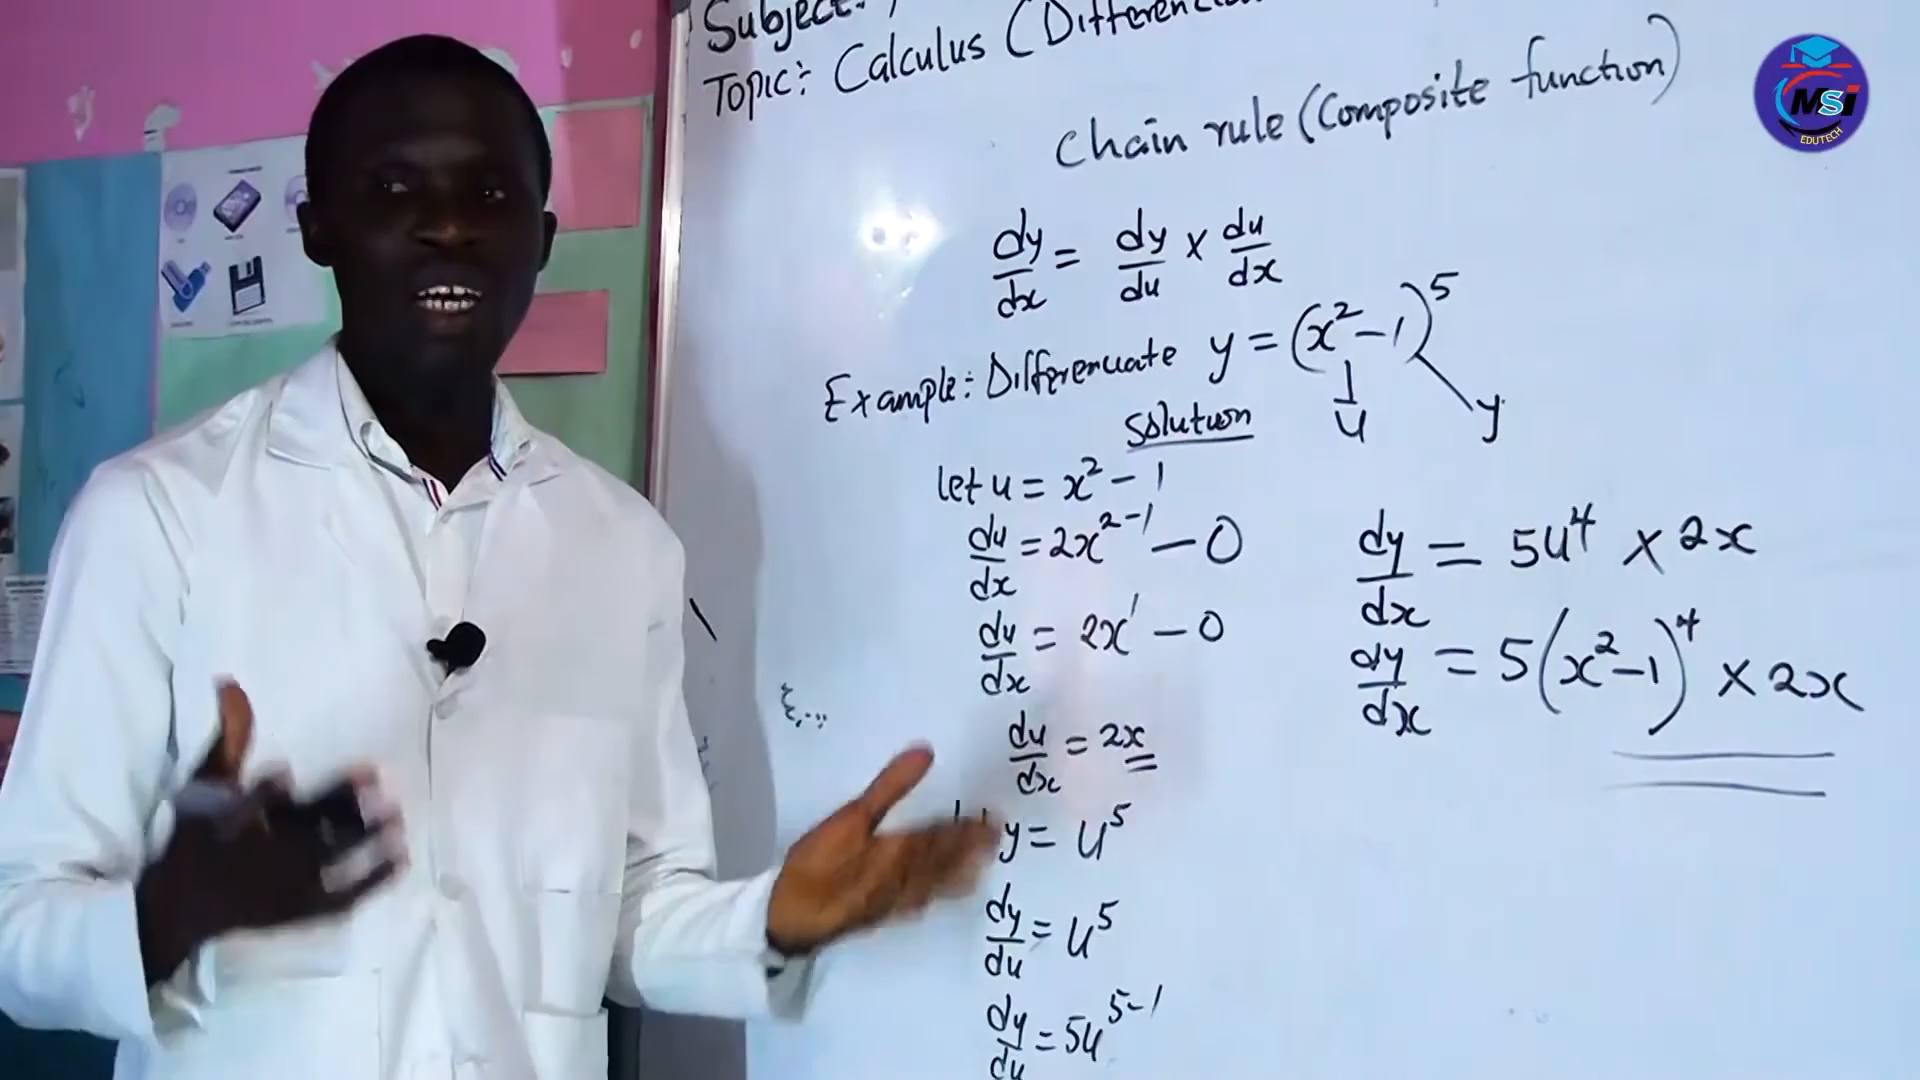 Subject:
Topic: Calculus (Differencia
Chain rule (Composite function)
dy/dx = dy/du × du/dx
Example: Differenuate y = (x²-1)⁵
u
y
Solution
let u = x² - 1
du/dx = 2x²⁻¹ - 0
du/dx = 2x¹ - 0
du/dx = 2x
y = u⁵
dy/du = u⁵
dy/du = 5u⁵⁻¹
dy/dx = 5u⁴ × 2x
dy/dx = 5(x²-1)⁴ × 2x
MSi
EDUTECH